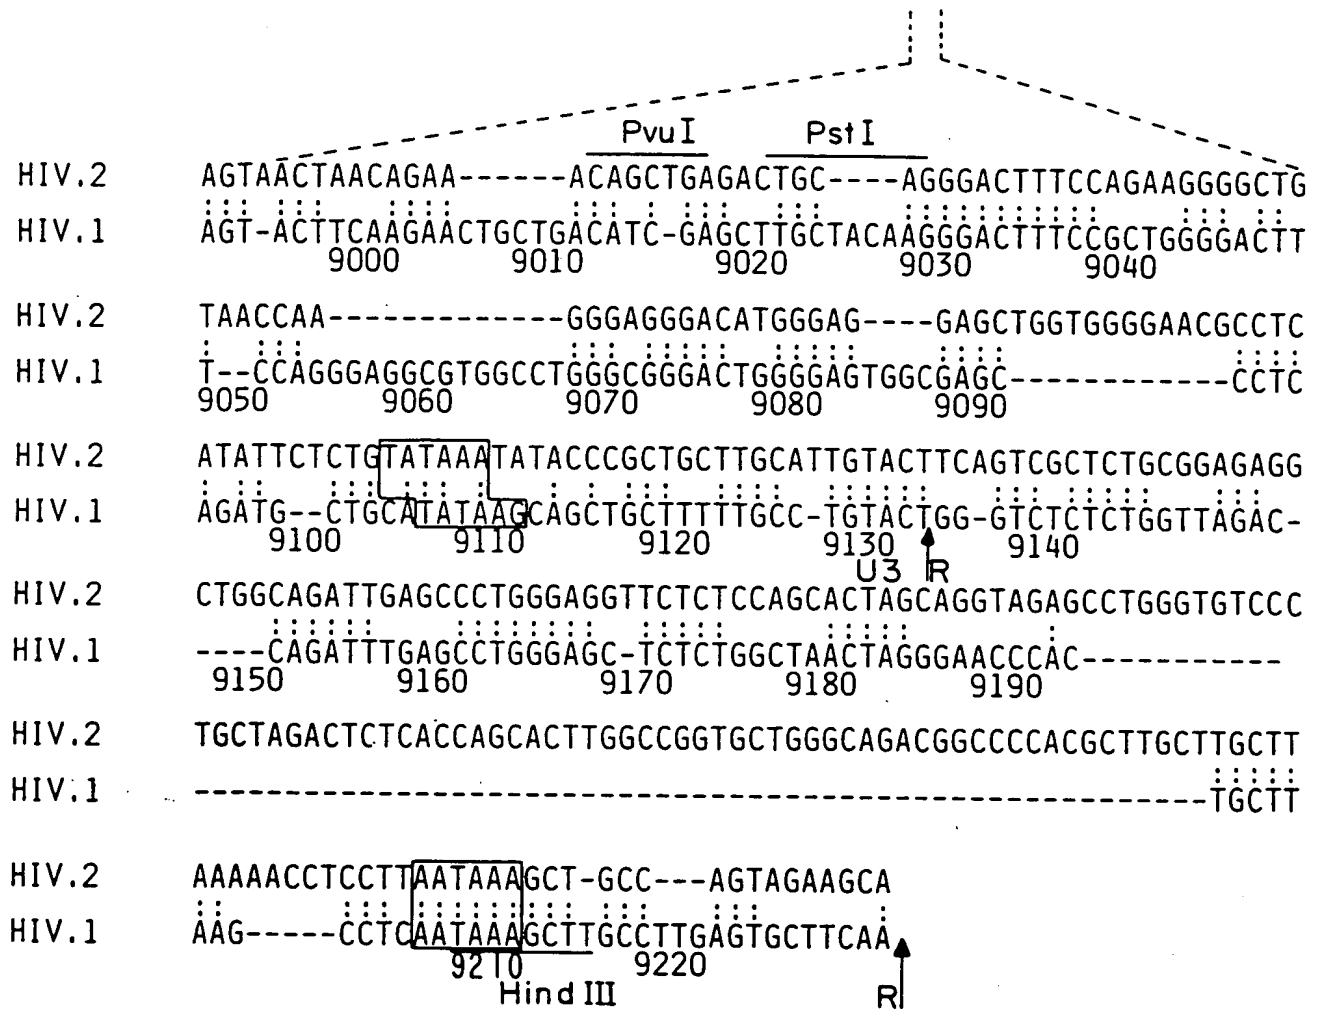 Pvu I Pst I
HIV.2 AGTAACTAACAGAA------ACAGCTGAGACTGC----AGGGACTTTCCAGAAGGGGCTG
HIV.1 AGT-ACTTCAAGAACTGCTGACATC-GAGCTTGCTACAAGGGACTTTCCGCTGGGGACTT
9000 9010 9020 9030 9040
HIV.2 TAACCAA-------------GGGAGGGACATGGGAG----GAGCTGGTGGGGAACGCCTC
HIV.1 T--CCAGGGAGGCGTGGCCTGGGCGGGACTGGGGAGTGGCGAGC------------CCTC
9050 9060 9070 9080 9090
HIV.2 ATATTCTCTGTATAAATATACCCGCTGCTTGCATTGTACTTCAGTCGCTCTGCGGAGAGG
HIV.1 AGATG--CTGCATATAAGCAGCTGCTTTTTGCC-TGTACTGG-GTCTCTCTGGTTAGAC-
9100 9110 9120 9130 9140
U3 R
HIV.2 CTGGCAGATTGAGCCCTGGGAGGTTCTCTCCAGCACTAGCAGGTAGAGCCTGGGTGTCCC
HIV.1 ----CAGATTTGAGCCTGGGAGC-TCTCTGGCTAACTAGGGAACCCAC-----------
9150 9160 9170 9180 9190
HIV.2 TGCTAGACTCTCACCAGCACTTGGCCGGTGCTGGGCAGACGGCCCCACGCTTGCTTGCTT
HIV.1 -------------------------------------------------------TGCTT
HIV.2 AAAAACCTCCTTAATAAAGCT-GCC---AGTAGAAGCA
HIV.1 AAG-----CCTCAATAAAGCTTGCCTTGAGTGCTTCAA
9210 9220
Hind III R